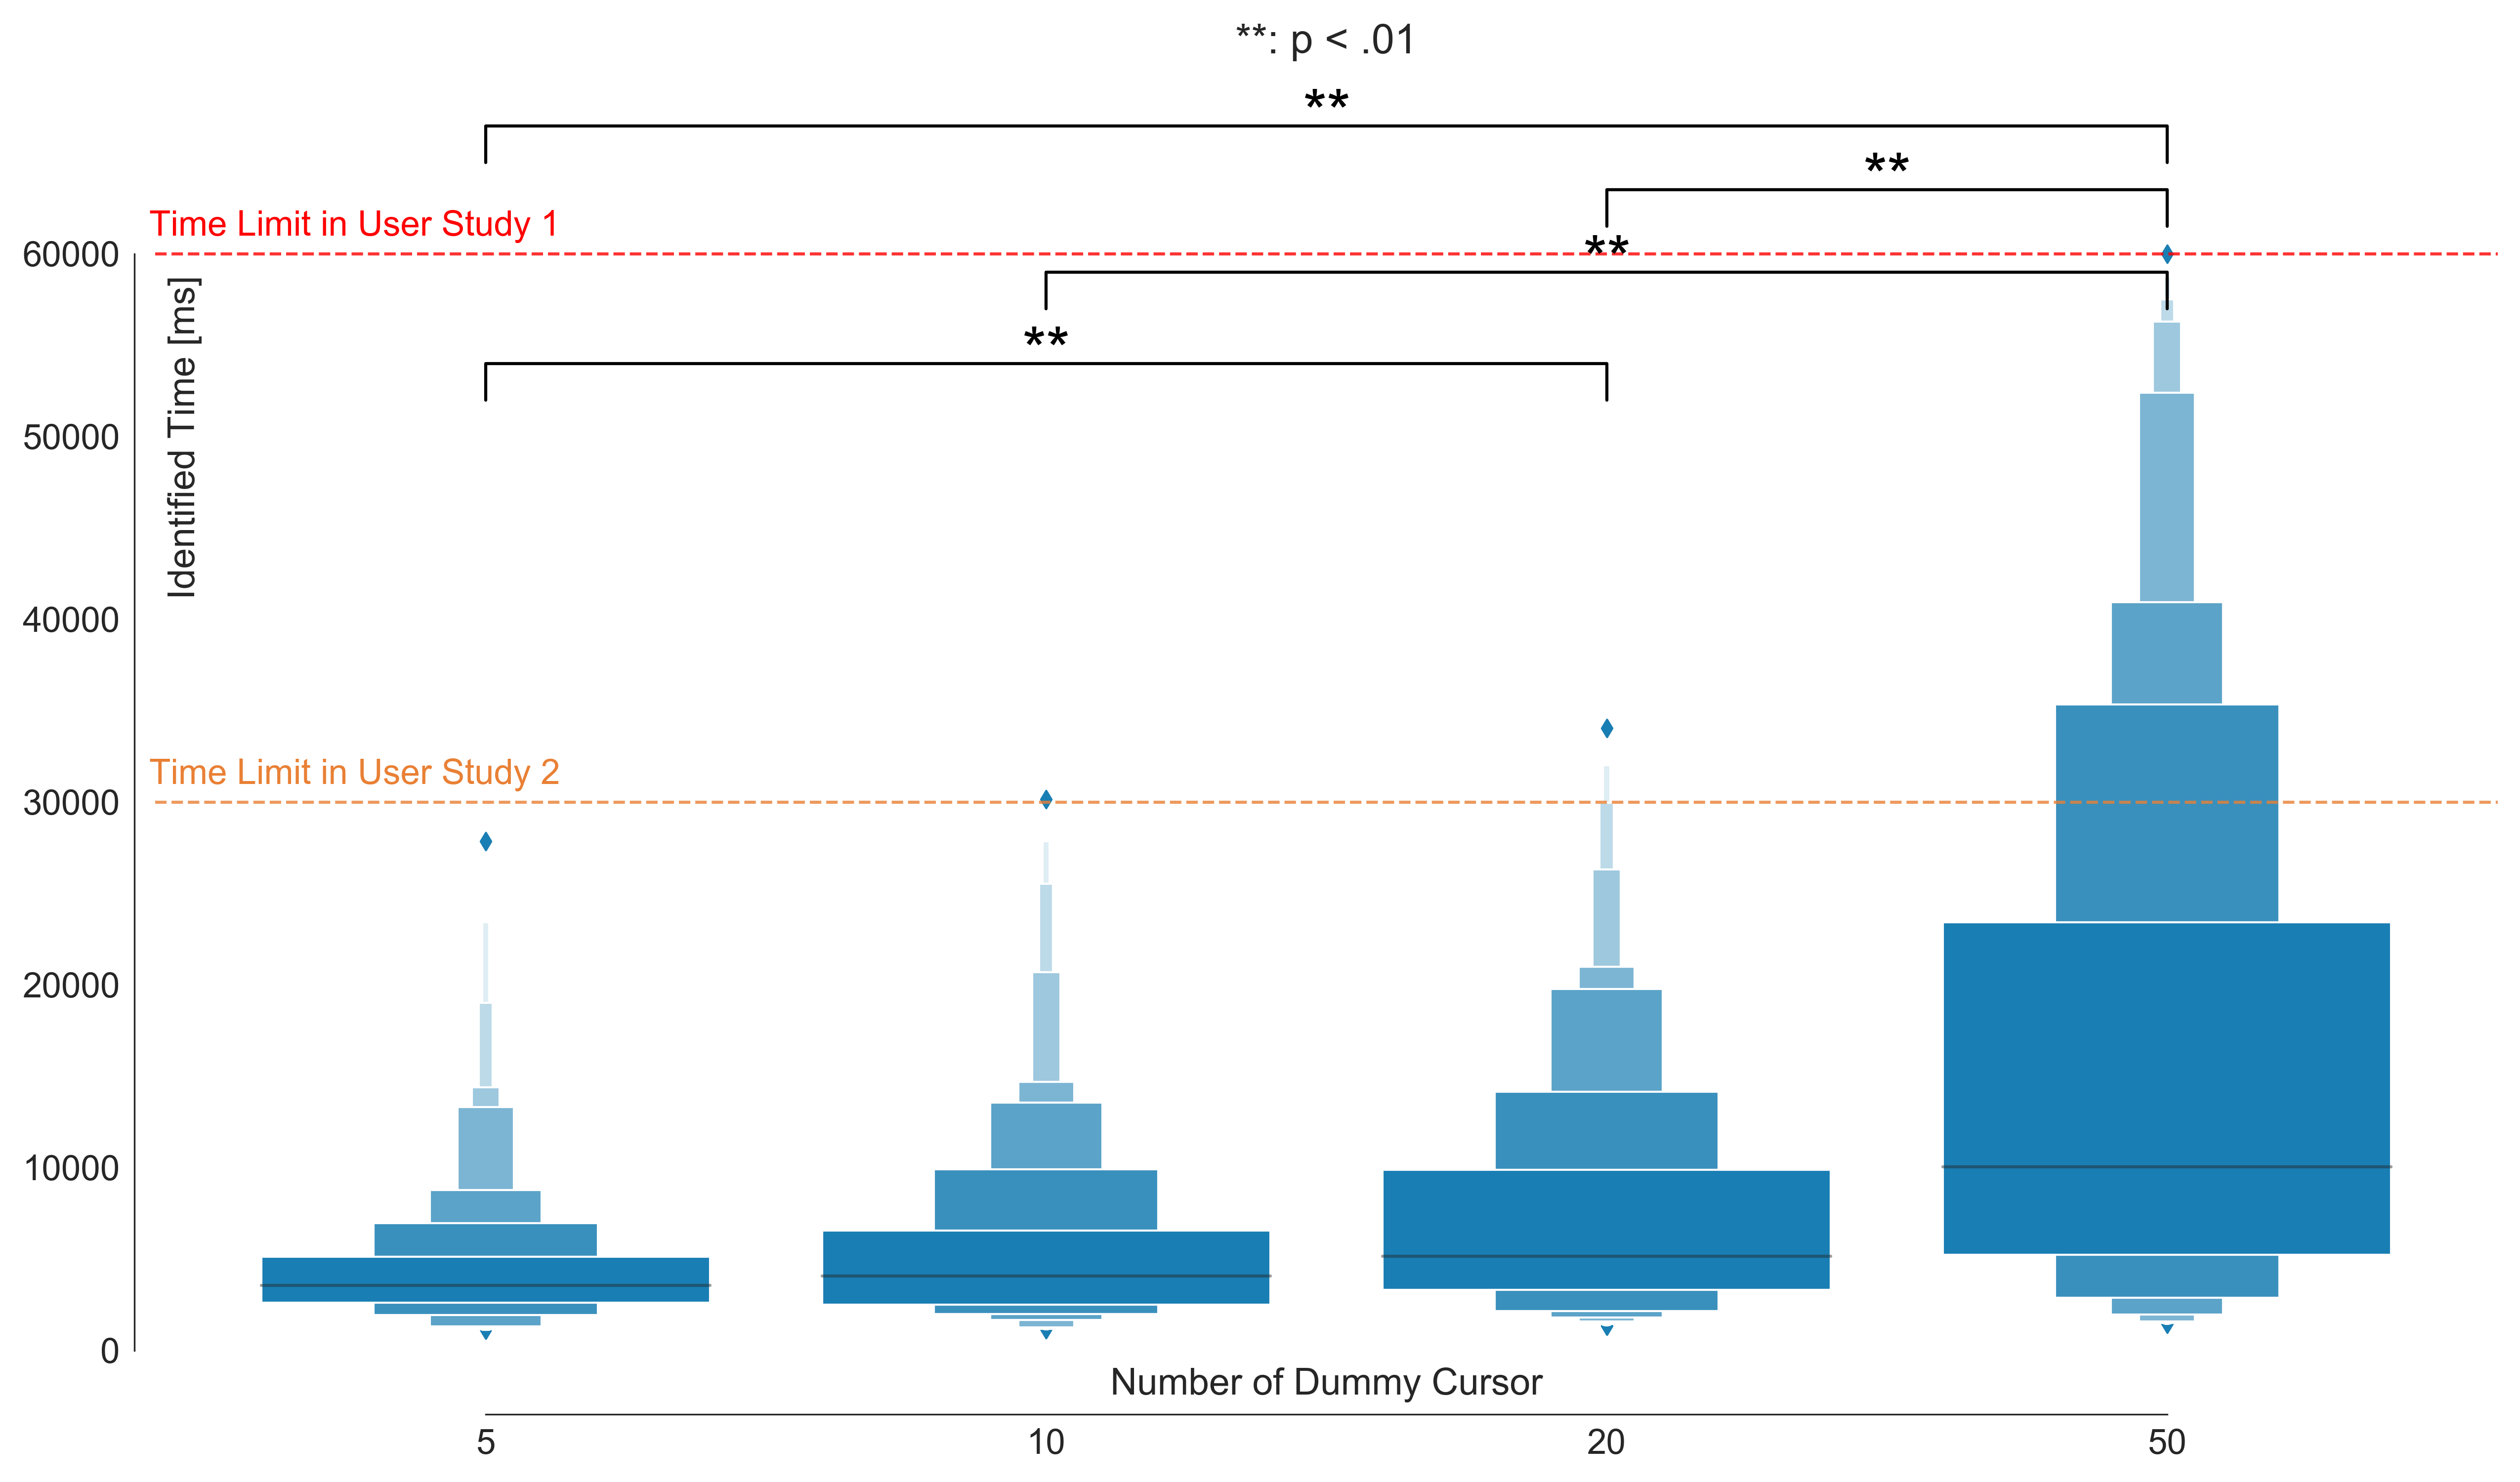 **: p < .01
**
**
Time Limit in User Study 1
**
60000
Identified Time [ms]
**
50000
40000
Time Limit in User Study 2
30000
20000
10000
0
Number of Dummy Cursor
5 10 20 50